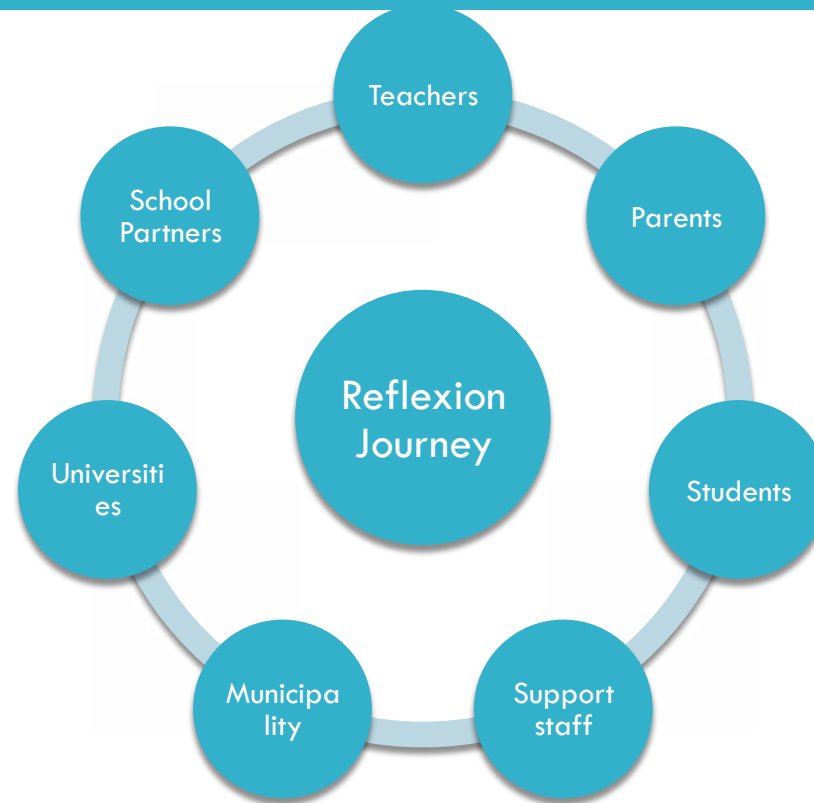 Teachers
Parents
Students
Support
staff
Municipa
lity
Universiti
es
School
Partners
Reflexion
Journey